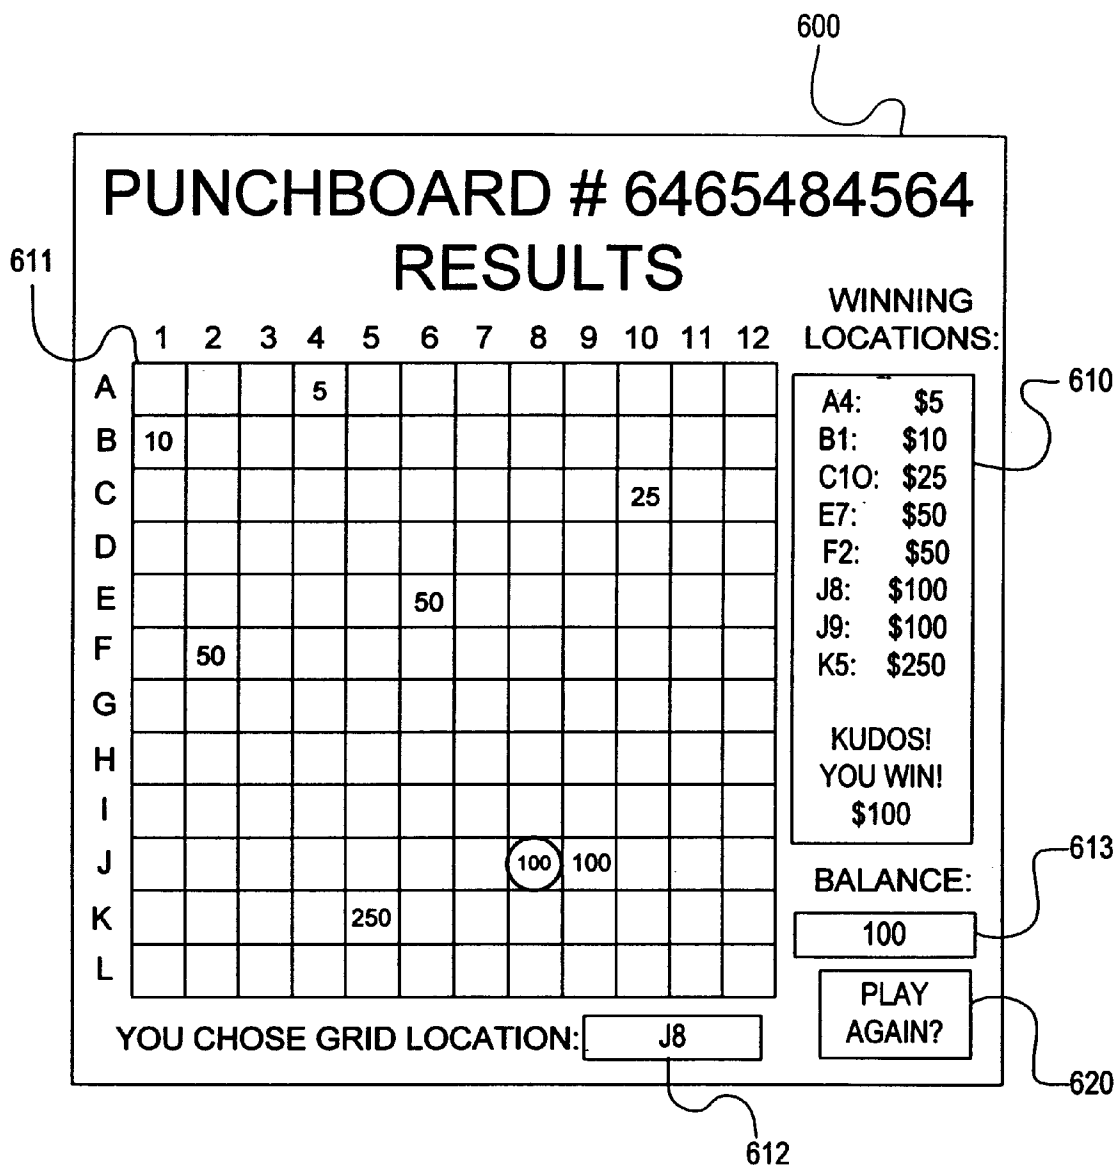 600
PUNCHBOARD # 6465484564
RESULTS
611
WINNING
LOCATIONS:
1 2 3 4 5 6 7 8 9 10 11 12
A 5
B 10
C 25
D
E 50
F 50
G
H
I
J 100 100
K 250
L
610
A4: $5
B1: $10
C1O: $25
E7: $50
F2: $50
J8: $100
J9: $100
K5: $250
KUDOS!
YOU WIN!
$100
613
BALANCE:
100
PLAY
AGAIN?
620
YOU CHOSE GRID LOCATION: J8
612